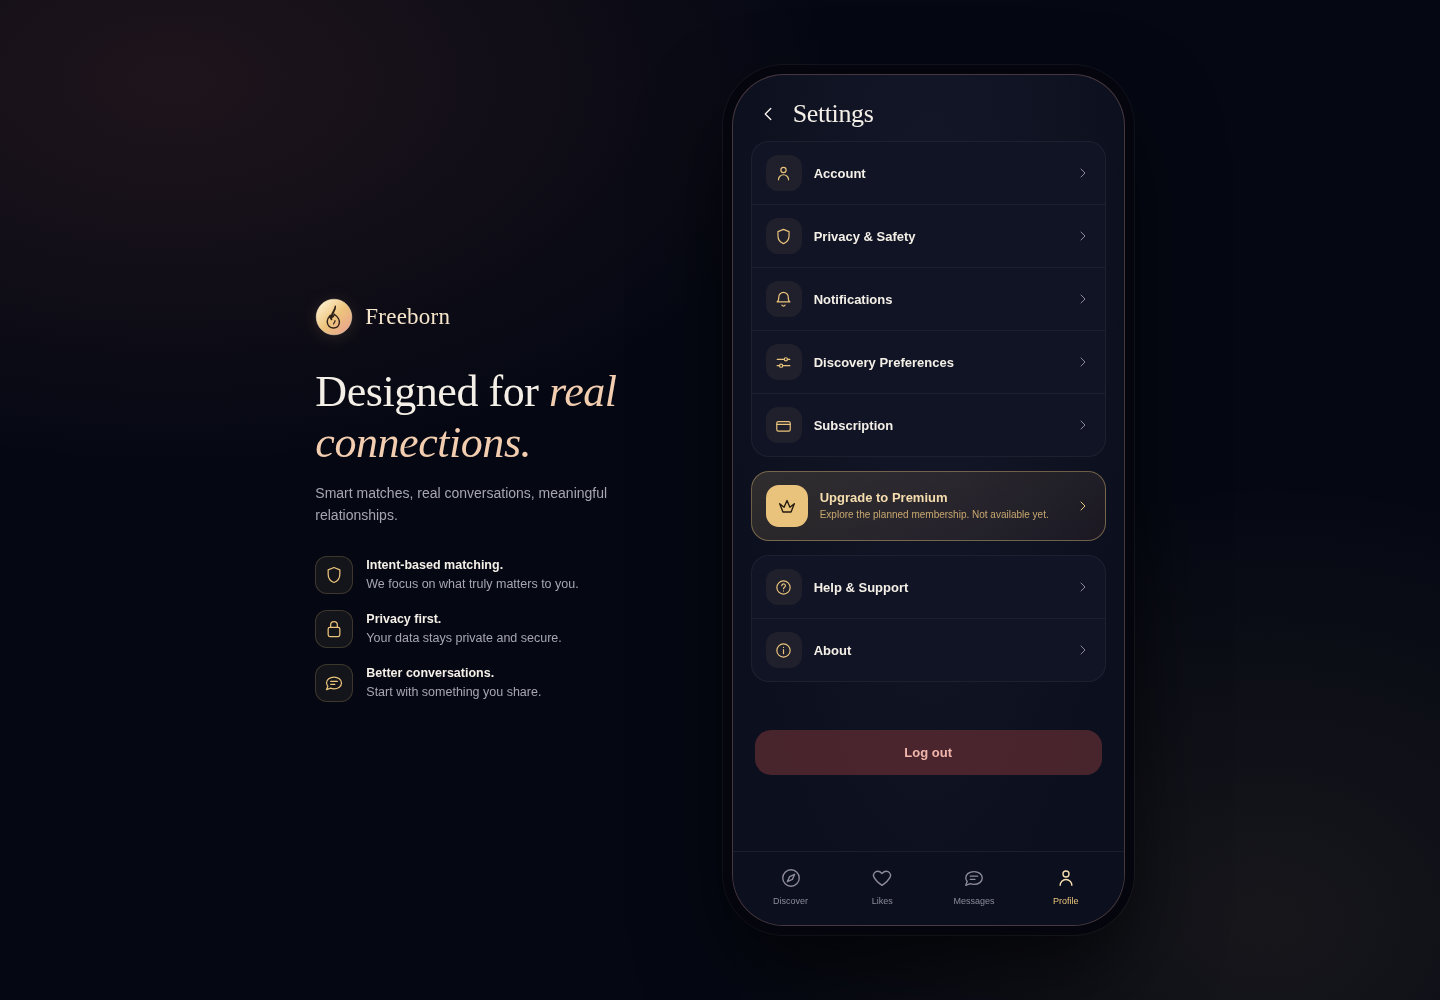 Freeborn
Designed for real
connections.
Smart matches, real conversations, meaningful
relationships.
Intent-based matching.
We focus on what truly matters to you.
Privacy first.
Your data stays private and secure.
Better conversations.
Start with something you share.
Settings
Account
Privacy & Safety
Notifications
Discovery Preferences
Subscription
Upgrade to Premium
Explore the planned membership. Not available yet.
Help & Support
About
Log out
Discover
Likes
Messages
Profile